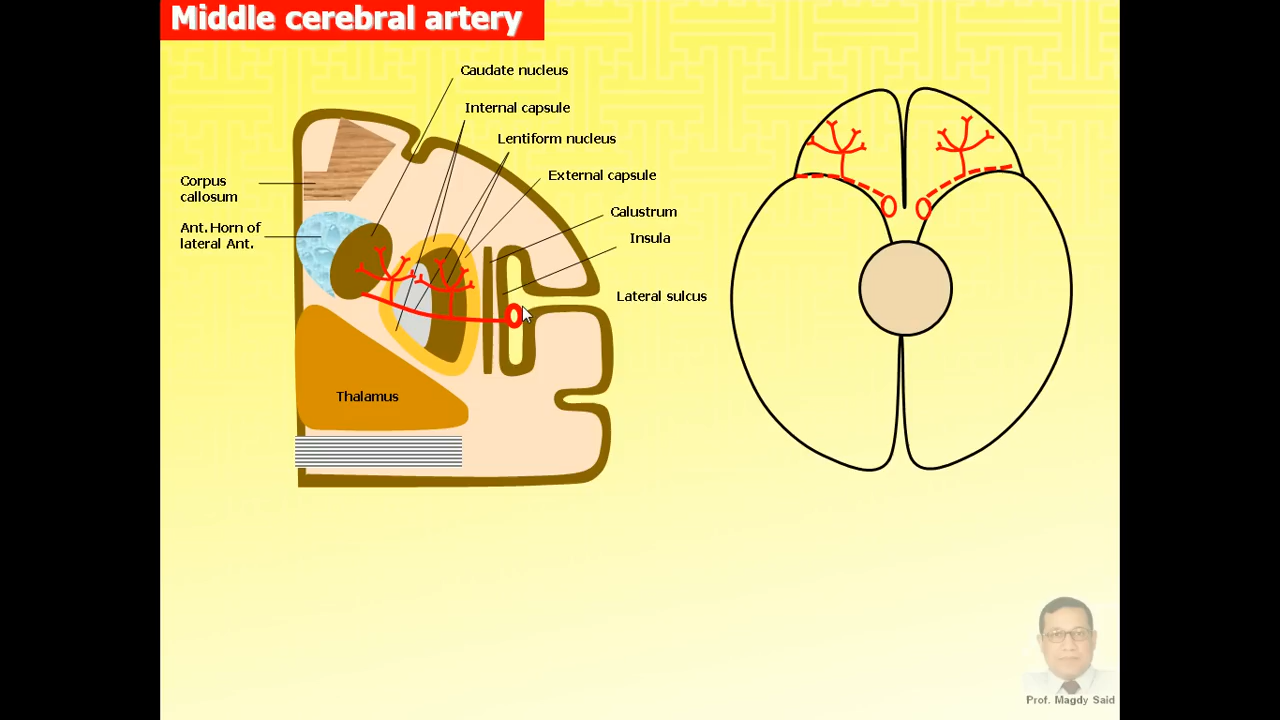 Middle cerebral artery
Caudate nucleus
Internal capsule
Lentiform nucleus
External capsule
Corpus
callosum
Calustrum
Ant. Horn of
lateral Ant.
Insula
Lateral sulcus
Thalamus
Prof. Magdy Said